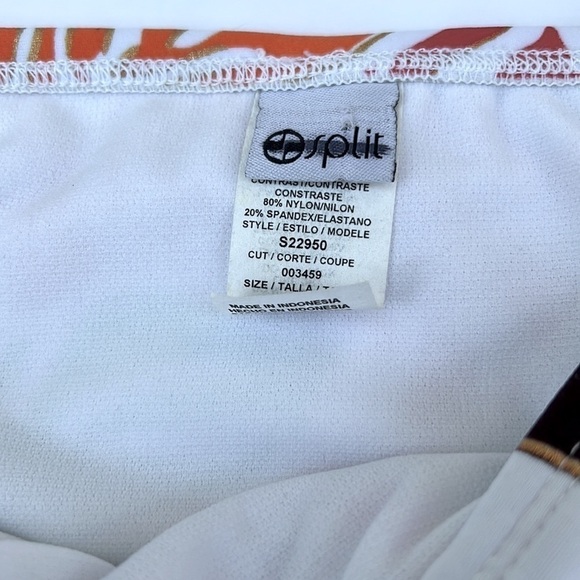 split
CONTRAST/CONTRASTE
CONSTRASTE
80% NYLON/NILON
20% SPANDEX/ELASTANO
STYLE / ESTILO / MODELE
S22950
CUT / CORTE / COUPE
003459
SIZE / TALLA /
MADE IN INDONESIA
HECHO EN INDONESIA